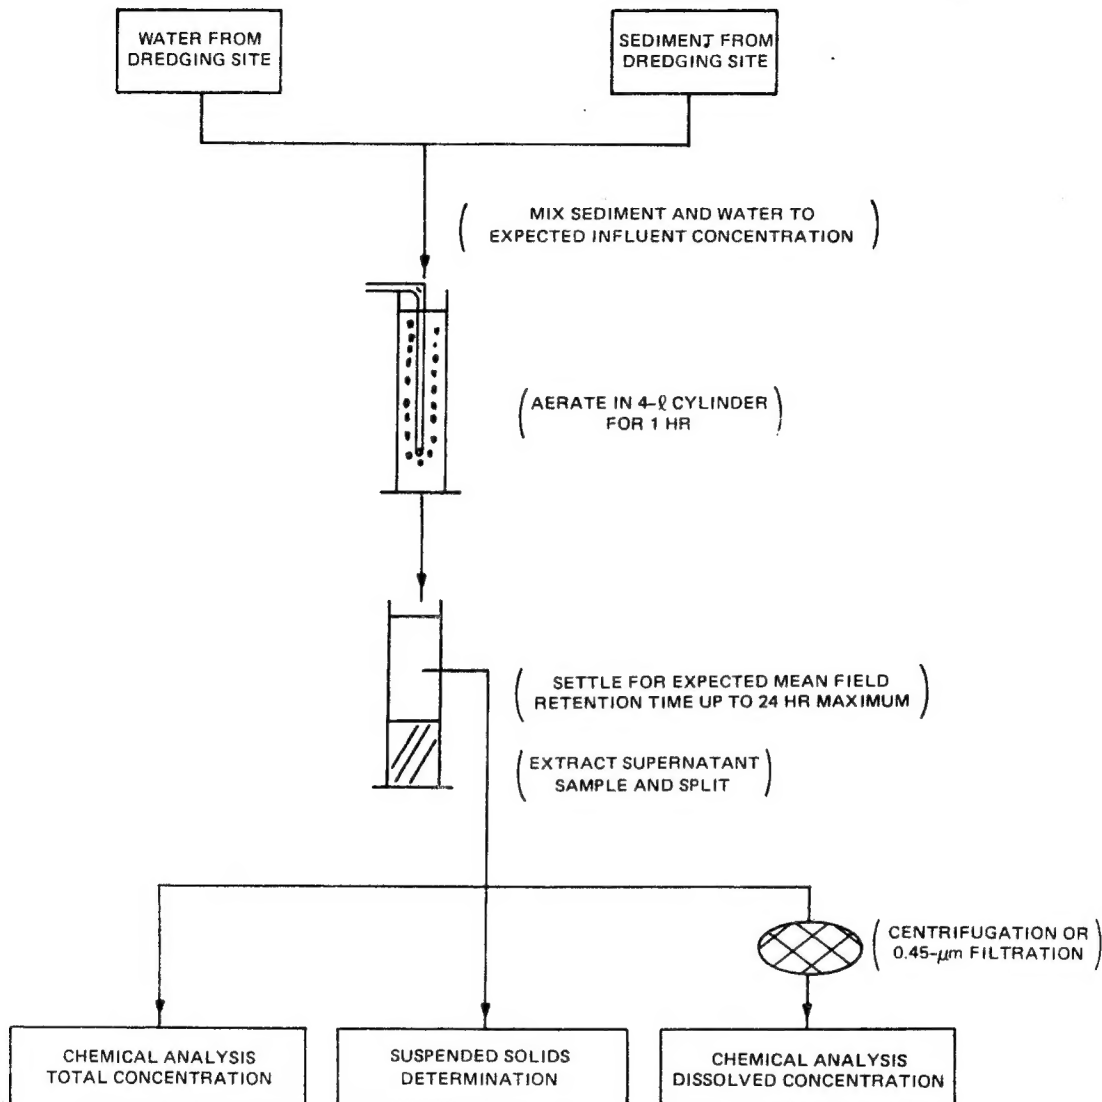 WATER FROM
DREDGING SITE
SEDIMENT FROM
DREDGING SITE
(MIX SEDIMENT AND WATER TO
EXPECTED INFLUENT CONCENTRATION)
(AERATE IN 4-ℓ CYLINDER
FOR 1 HR)
(SETTLE FOR EXPECTED MEAN FIELD
RETENTION TIME UP TO 24 HR MAXIMUM)
(EXTRACT SUPERNATANT
SAMPLE AND SPLIT)
(CENTRIFUGATION OR
0.45-μm FILTRATION)
CHEMICAL ANALYSIS
TOTAL CONCENTRATION
SUSPENDED SOLIDS
DETERMINATION
CHEMICAL ANALYSIS
DISSOLVED CONCENTRATION